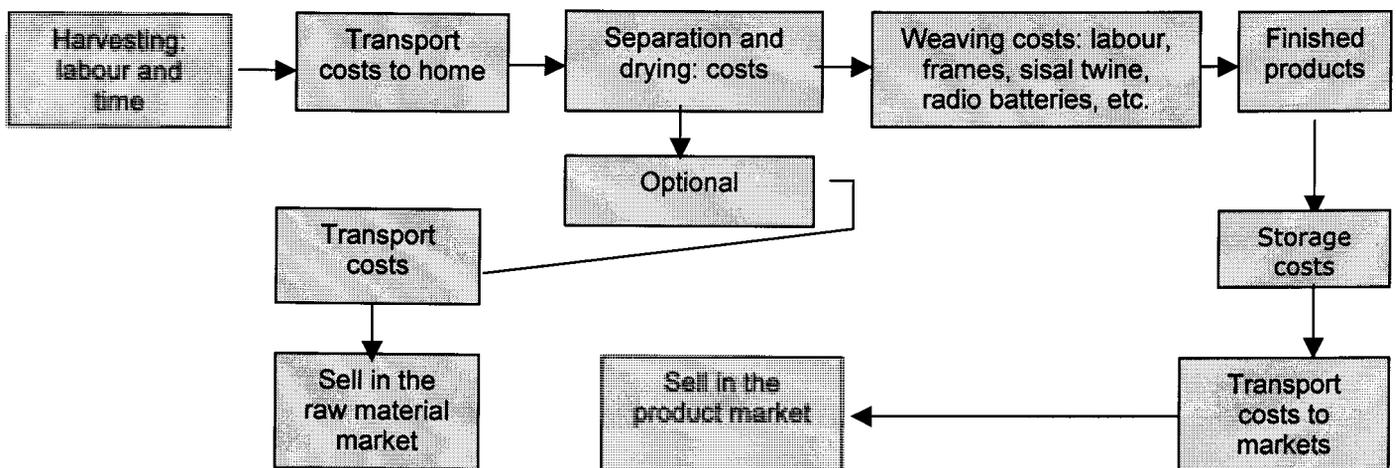 Harvesting:
labour and
time
Transport
costs to home
Separation and
drying: costs
Weaving costs: labour,
frames, sisal twine,
radio batteries, etc.
Finished
products
Optional
Transport
costs
Storage
costs
Sell in the
raw material
market
Sell in the
product market
Transport
costs to
markets